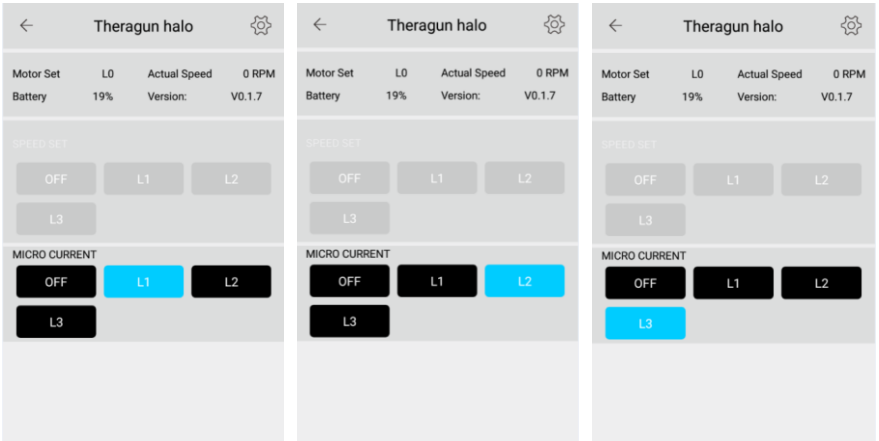 Theragun halo
Motor Set L0 Actual Speed 0 RPM
Battery 19% Version: V0.1.7
SPEED SET
OFF L1 L2
L3
MICRO CURRENT
OFF L1 L2
L3
Theragun halo
Motor Set L0 Actual Speed 0 RPM
Battery 19% Version: V0.1.7
SPEED SET
OFF L1 L2
L3
MICRO CURRENT
OFF L1 L2
L3
Theragun halo
Motor Set L0 Actual Speed 0 RPM
Battery 19% Version: V0.1.7
SPEED SET
OFF L1 L2
L3
MICRO CURRENT
OFF L1 L2
L3